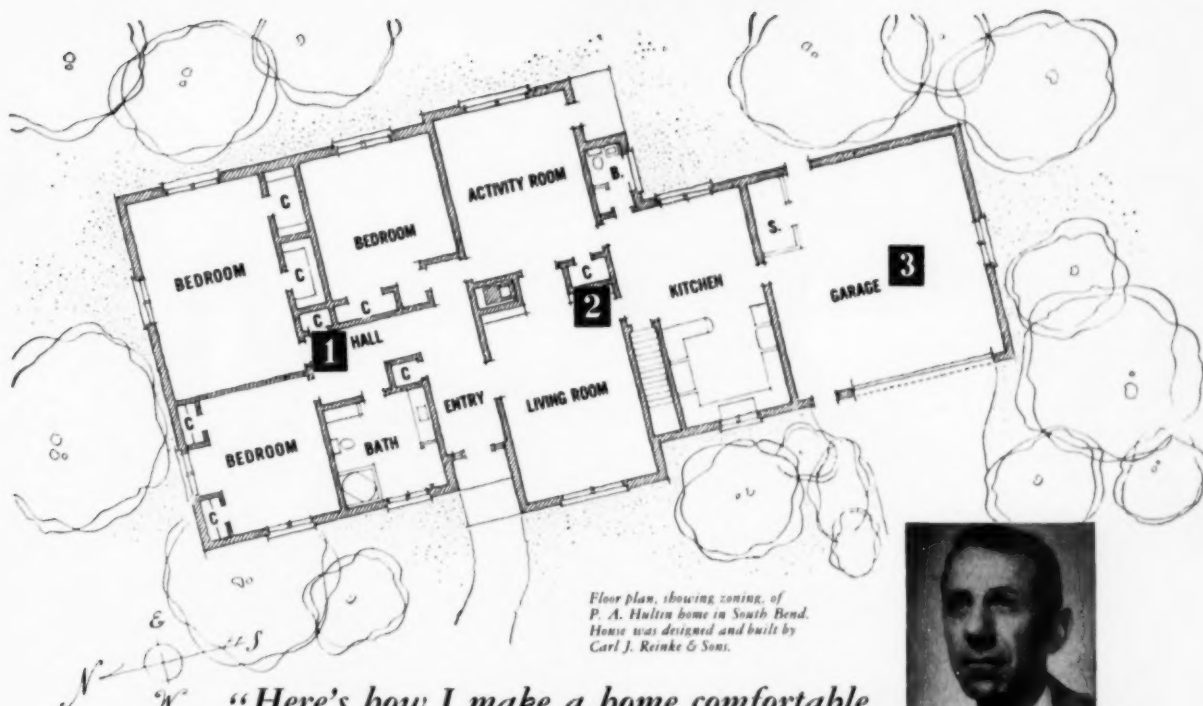 ACTIVITY ROOM
B.
C
BEDROOM
S.
BEDROOM
C
C
KITCHEN
3
GARAGE
C
2
C
C
1
HALL
C
ENTRY
LIVING ROOM
C
BATH
BEDROOM
C
Floor plan, showing zoning, of
P. A. Hultin home in South Bend.
House was designed and built by
Carl J. Reinke & Sons.
E
S
N
W
"Here's how I make a home comfortable